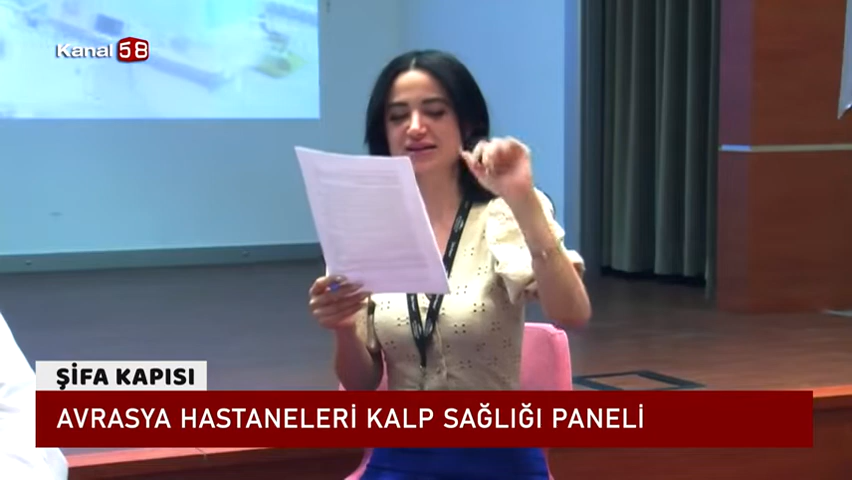 Kanal 58
ŞİFA KAPISI
AVRASYA HASTANELERİ KALP SAĞLIĞI PANELİ